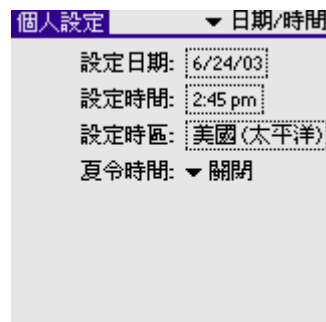 個人設定 ▼ 日期/時間
設定日期: 6/24/03
設定時間: 2:45 pm
設定時區: 美國(太平洋)
夏令時間: ▼ 關閉